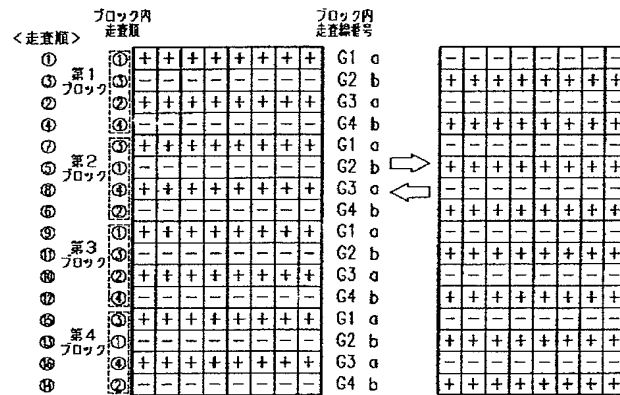 ブロック内
走査順
ブロック内
走査線番号
<走査順>
① ① + + + + + + + + G1 a － － － － － － － －
③ 第1ブロック ③ － － － － － － － － G2 b + + + + + + + +
② ② + + + + + + + + G3 a － － － － － － － －
④ ④ － － － － － － － － G4 b + + + + + + + +
⑦ ③ + + + + + + + + G1 a － － － － － － － －
⑤ 第2ブロック ① － － － － － － － － G2 b + + + + + + + +
⑧ ④ + + + + + + + + G3 a － － － － － － － －
⑥ ② － － － － － － － － G4 b + + + + + + + +
⑨ ① + + + + + + + + G1 a － － － － － － － －
⑪ 第3ブロック ③ － － － － － － － － G2 b + + + + + + + +
⑩ ② + + + + + + + + G3 a － － － － － － － －
⑫ ④ － － － － － － － － G4 b + + + + + + + +
⑮ ③ + + + + + + + + G1 a － － － － － － － －
⑬ 第4ブロック ① － － － － － － － － G2 b + + + + + + + +
⑯ ④ + + + + + + + + G3 a － － － － － － － －
⑭ ② － － － － － － － － G4 b + + + + + + + +